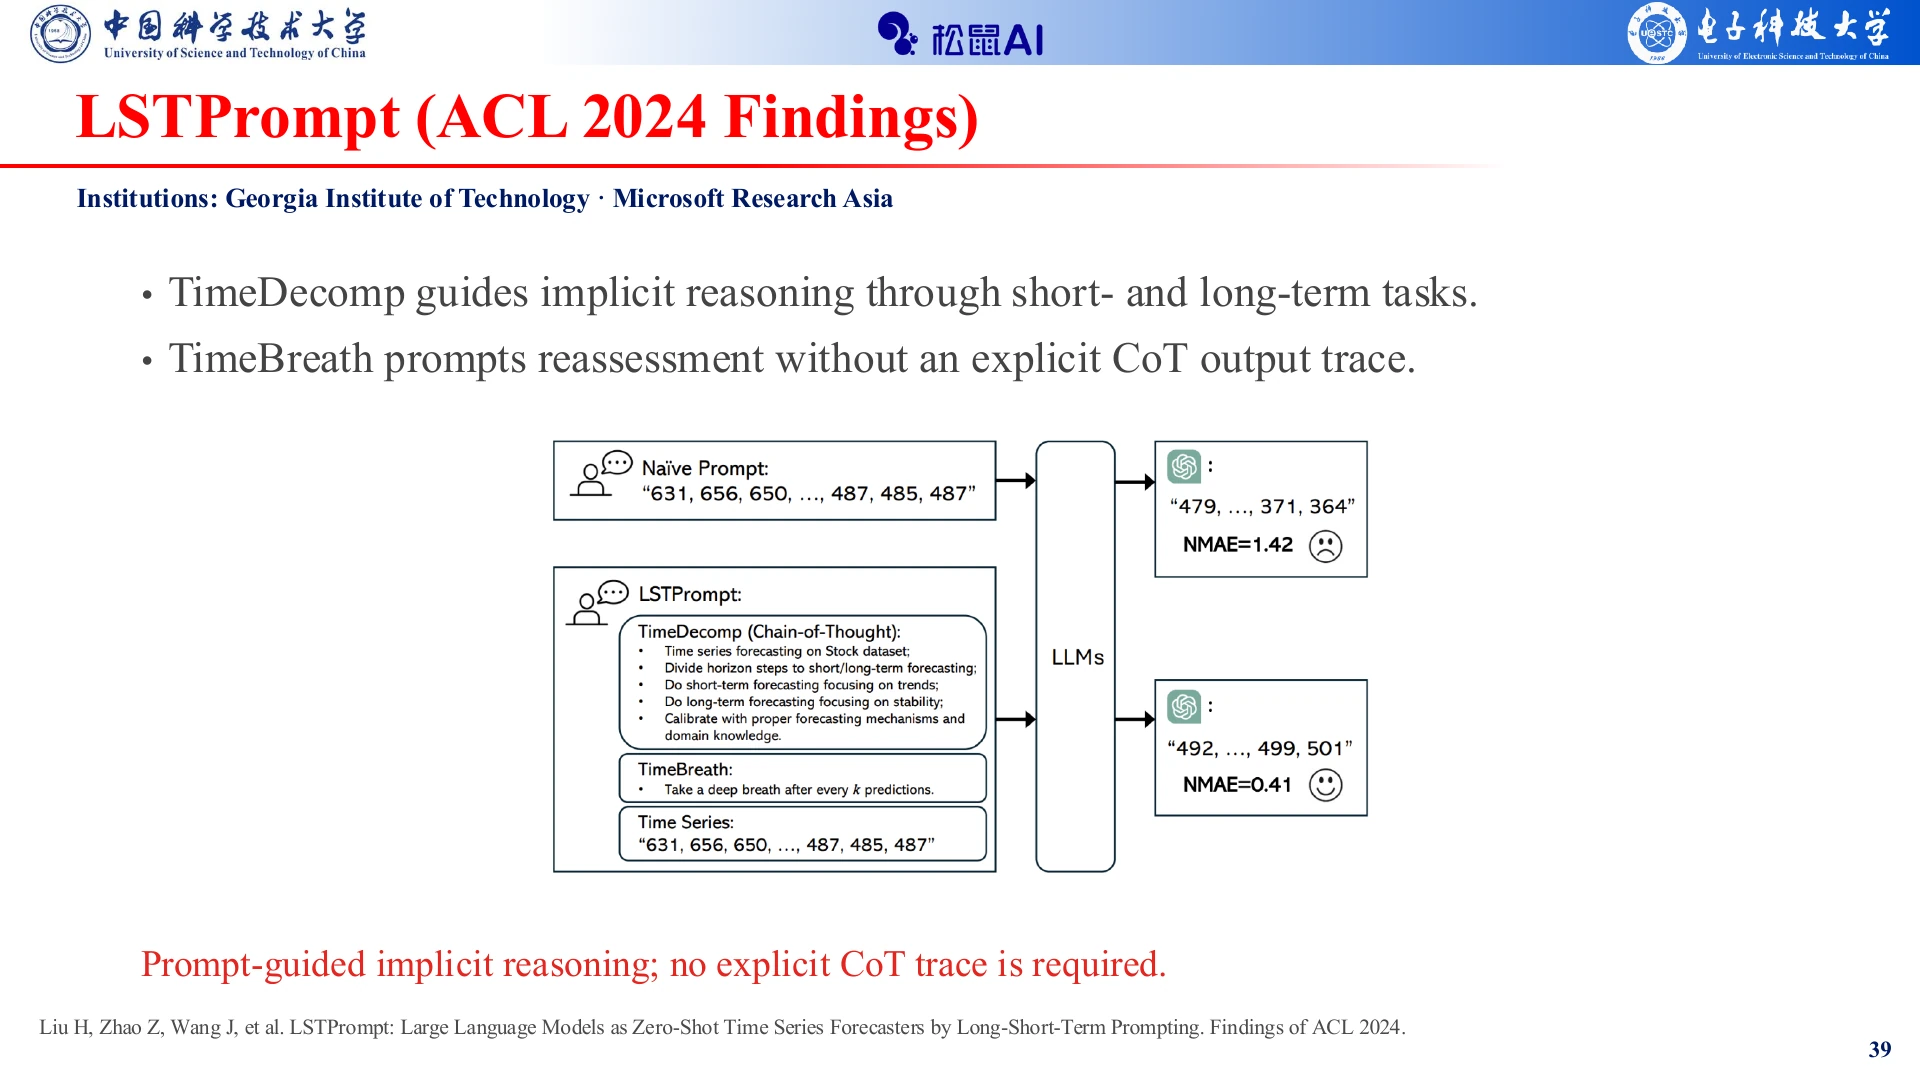 中国科学技术大学
University of Science and Technology of China
松鼠AI
电子科技大学
University of Electronic Science and Technology of China
LSTPrompt (ACL 2024 Findings)
Institutions: Georgia Institute of Technology · Microsoft Research Asia
• TimeDecomp guides implicit reasoning through short- and long-term tasks.
• TimeBreath prompts reassessment without an explicit CoT output trace.
Naïve Prompt:
“631, 656, 650, …, 487, 485, 487”
LSTPrompt:
TimeDecomp (Chain-of-Thought):
• Time series forecasting on Stock dataset;
• Divide horizon steps to short/long-term forecasting;
• Do short-term forecasting focusing on trends;
• Do long-term forecasting focusing on stability;
• Calibrate with proper forecasting mechanisms and
domain knowledge.
TimeBreath:
• Take a deep breath after every k predictions.
Time Series:
“631, 656, 650, …, 487, 485, 487”
LLMs
:
“479, …, 371, 364”
NMAE=1.42
:
“492, …, 499, 501”
NMAE=0.41
Prompt-guided implicit reasoning; no explicit CoT trace is required.
Liu H, Zhao Z, Wang J, et al. LSTPrompt: Large Language Models as Zero-Shot Time Series Forecasters by Long-Short-Term Prompting. Findings of ACL 2024.
39